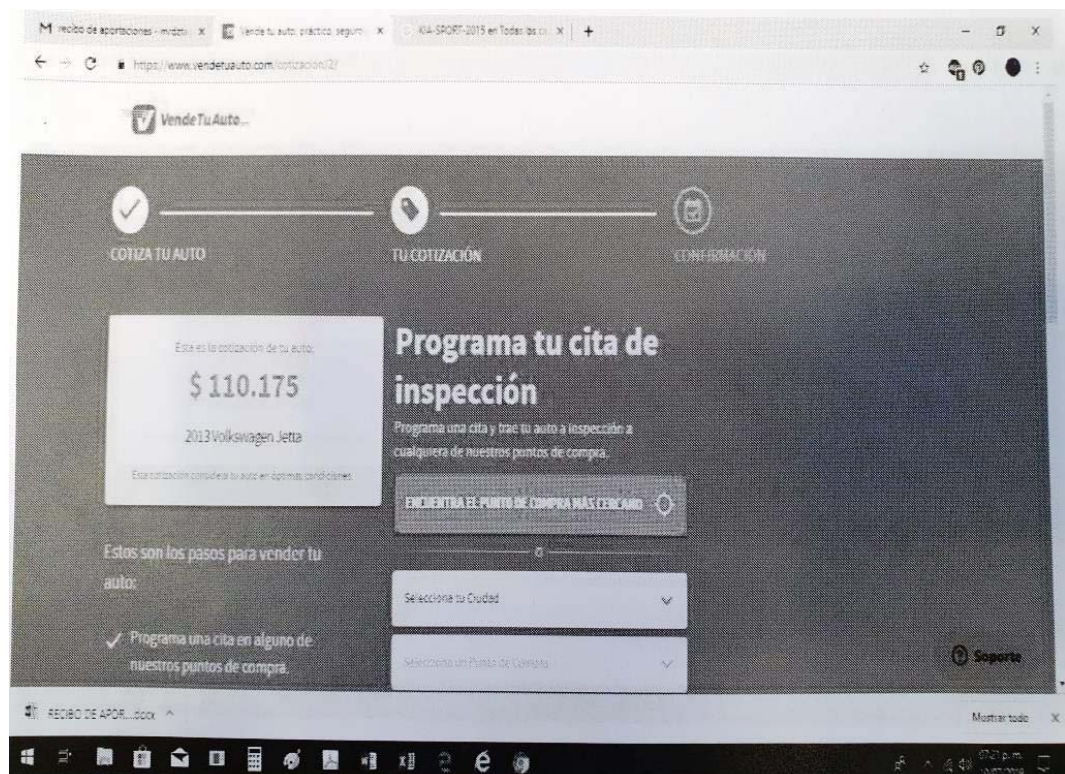 M recibo de aportaciones - mrdztv x Vende tu auto: práctico, seguro x KIA-SPORT-2015 en Todas las x +
https://www.vendetuauto.com/cotizacion/2/
VendeTuAuto...
COTIZA TU AUTO
TU COTIZACIÓN
CONFIRMACIÓN
Esta es la cotización de tu auto:
$ 110.175
2013 Volkswagen Jetta
Esta cotización considera tu auto en óptimas condiciones.
Estos son los pasos para vender tu
auto:
Programa una cita en alguno de
nuestros puntos de compra.
Programa tu cita de
inspección
Programa una cita y trae tu auto a inspección a
cualquiera de nuestros puntos de compra.
ENCUENTRA EL PUNTO DE COMPRA MÁS CERCANO
o
Selecciona tu Ciudad
Selecciona un Punto de Compra
Soporte
RECIBO DE APOR....docx
Mostrar todo X
07:21 p.m.